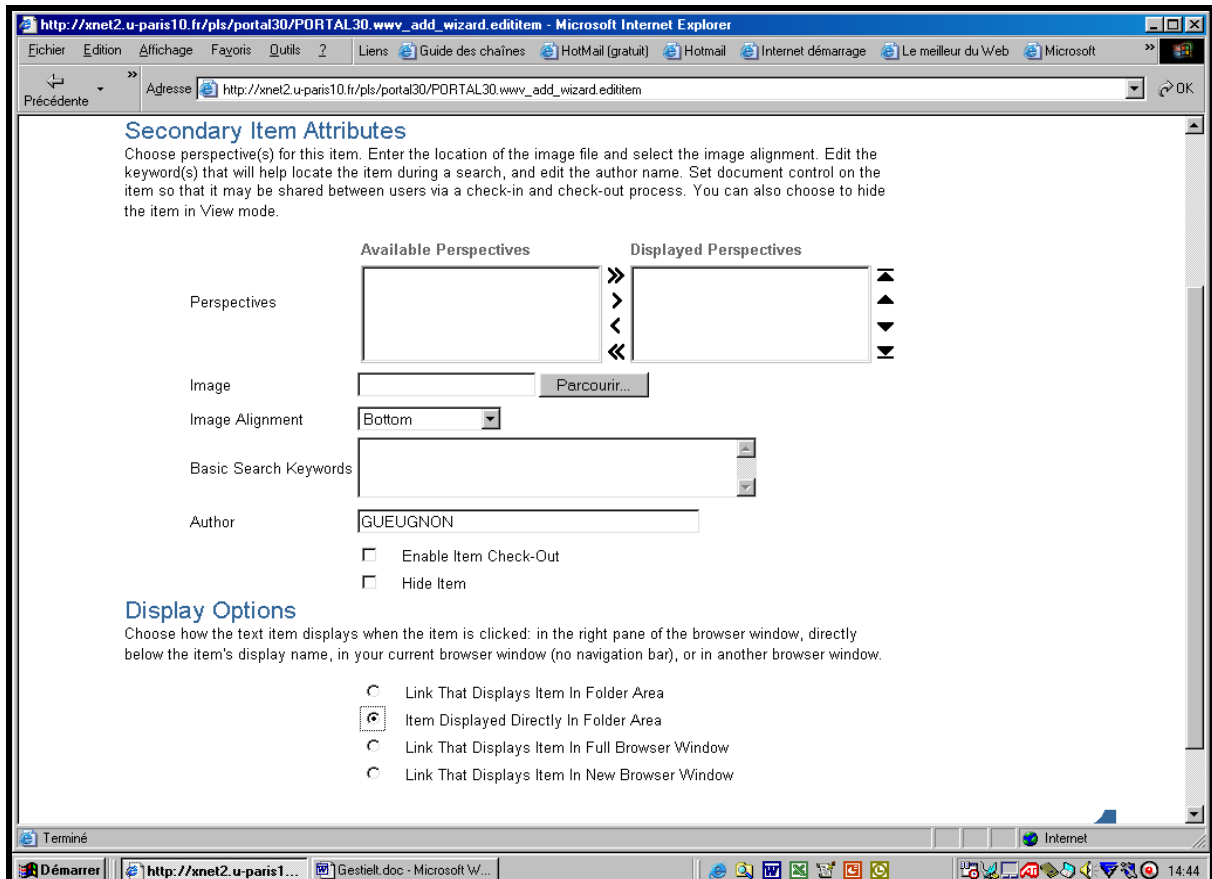 http://xnet2.u-paris10.fr/pls/portal30/PORTAL30.wwv_add_wizard.edititem - Microsoft Internet Explorer
Fichier Edition Affichage Favoris Outils ? Liens Guide des chaînes HotMail (gratuit) Hotmail Internet démarrage Le meilleur du Web Microsoft »
Précédente » Adresse http://xnet2.u-paris10.fr/pls/portal30/PORTAL30.wwv_add_wizard.edititem OK
Secondary Item Attributes
Choose perspective(s) for this item. Enter the location of the image file and select the image alignment. Edit the
keyword(s) that will help locate the item during a search, and edit the author name. Set document control on the
item so that it may be shared between users via a check-in and check-out process. You can also choose to hide
the item in View mode.
Available Perspectives Displayed Perspectives
Perspectives
Image Parcourir...
Image Alignment Bottom
Basic Search Keywords
Author GUEUGNON
Enable Item Check-Out
Hide Item
Display Options
Choose how the text item displays when the item is clicked: in the right pane of the browser window, directly
below the item's display name, in your current browser window (no navigation bar), or in another browser window.
Link That Displays Item In Folder Area
Item Displayed Directly In Folder Area
Link That Displays Item In Full Browser Window
Link That Displays Item In New Browser Window
Terminé Internet
Démarrer http://xnet2.u-paris1... Gestielt.doc - Microsoft W... 14:44